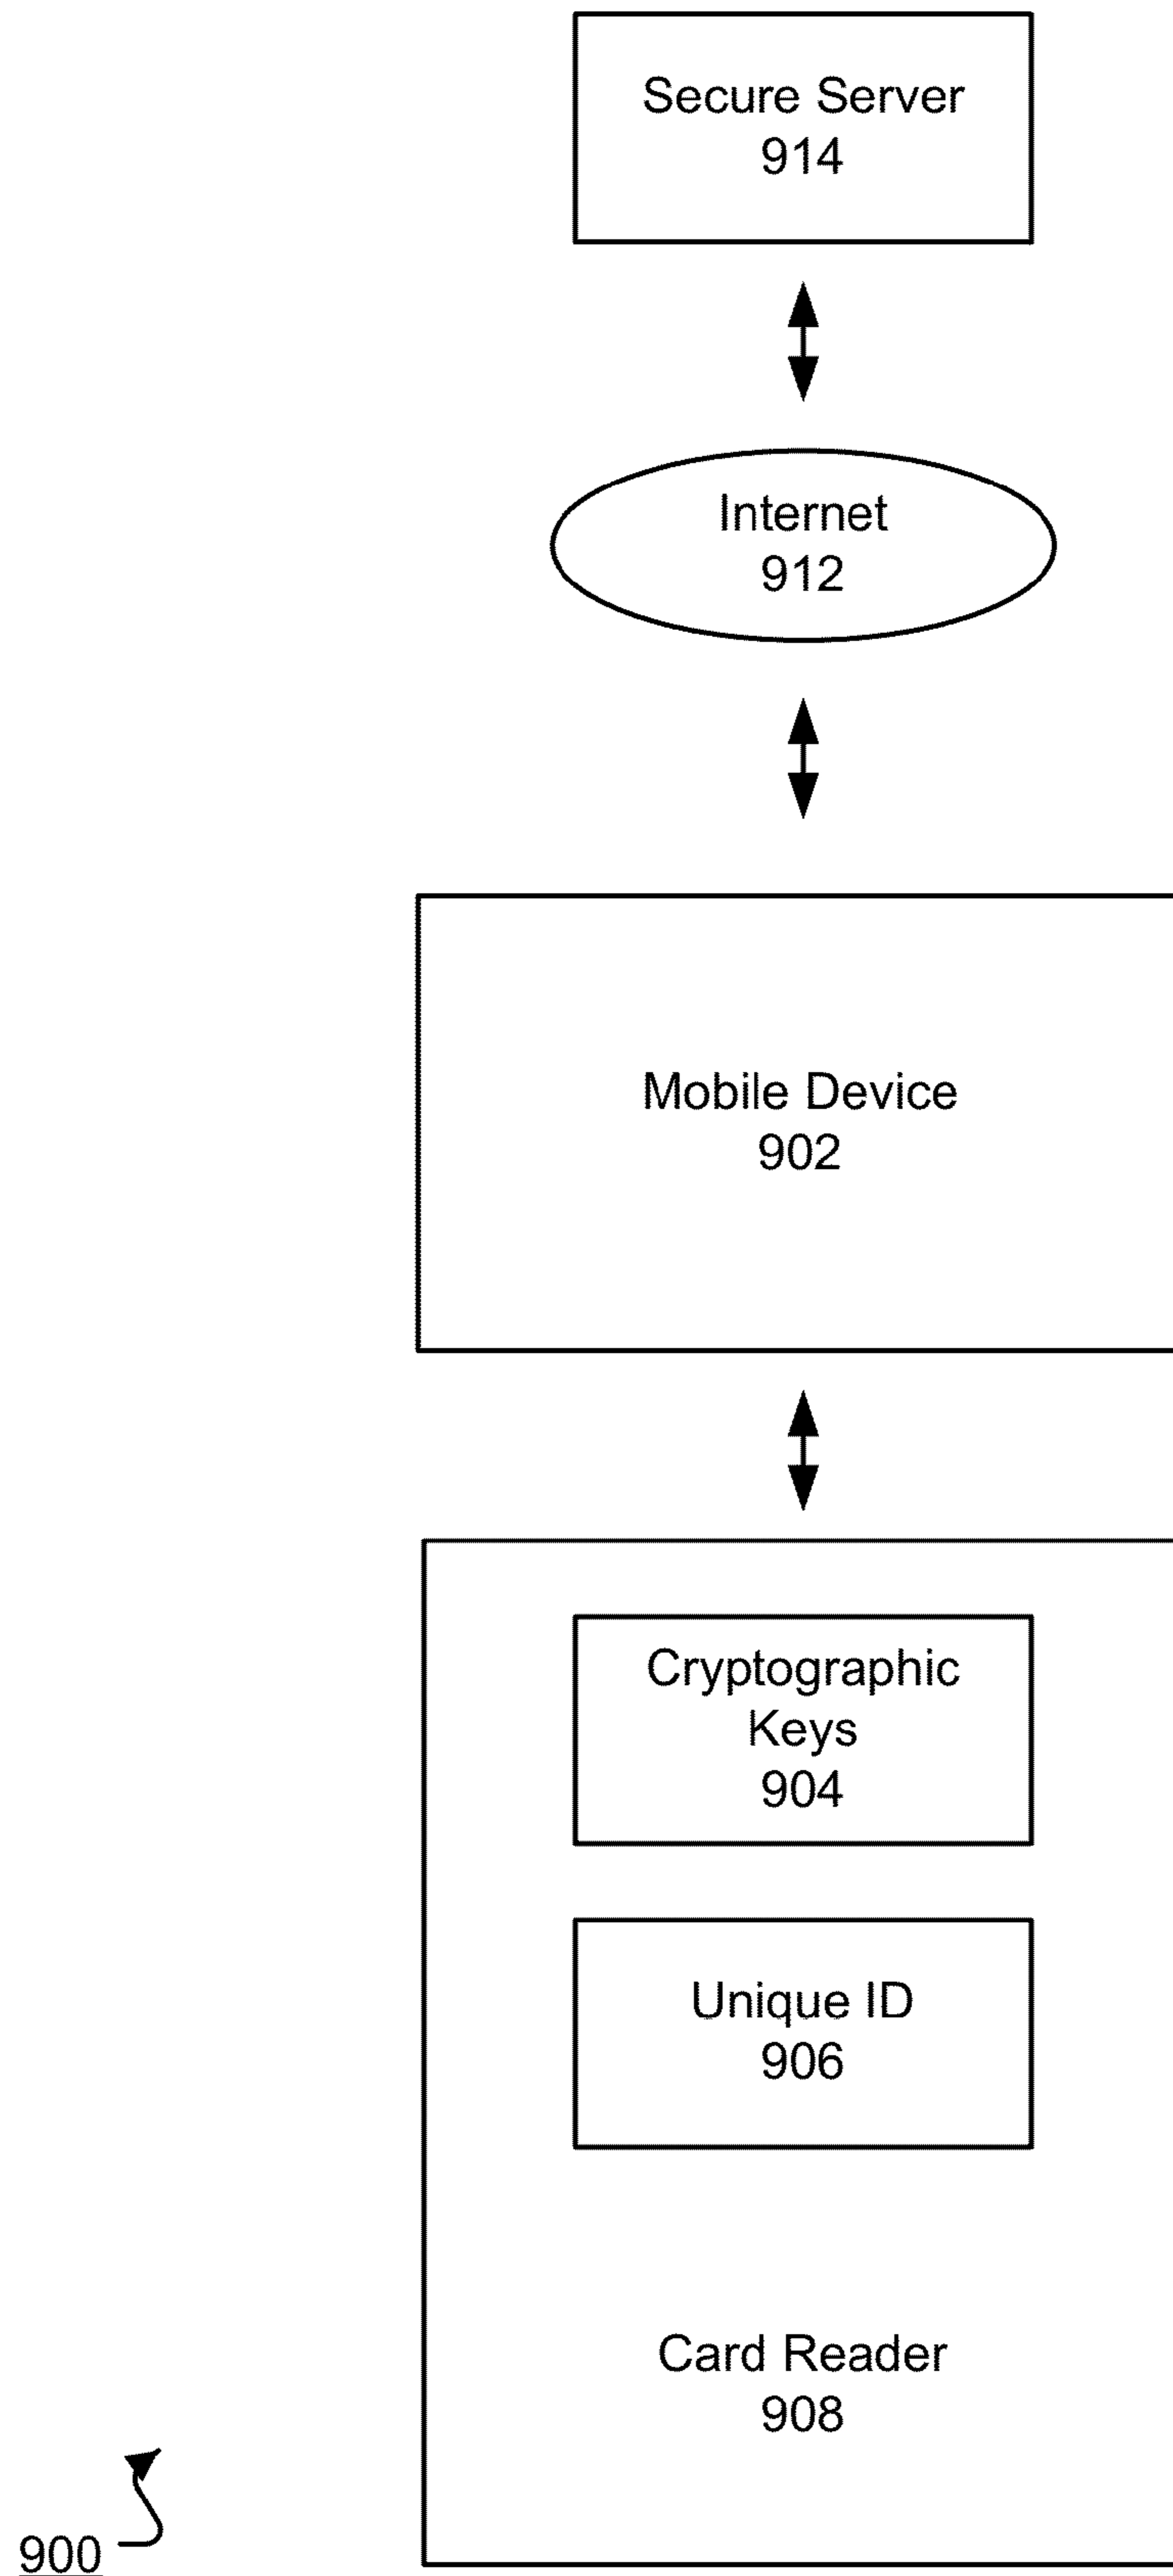 Secure Server
914
Internet
912
Mobile Device
902
Cryptographic
Keys
904
Unique ID
906
Card Reader
908
900